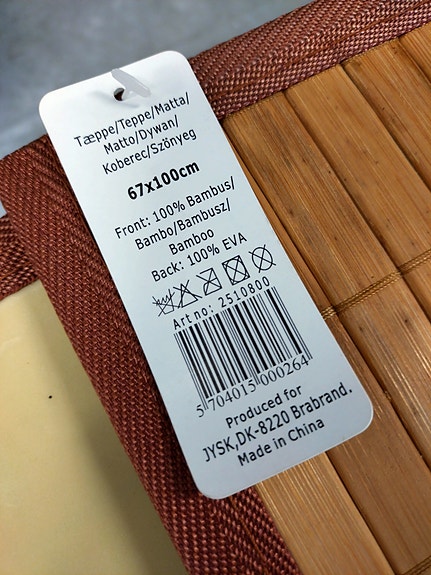 Tæppe/Teppe/Matta/
Matto/Dywan/
Koberec/Szőnyeg
67x100cm
Front: 100% Bambus/
Bambo/Bambusz/
Bamboo
Back: 100% EVA
Art no: 2510800
5 704015 000264
Produced for
JYSK,DK-8220 Brabrand.
Made in China